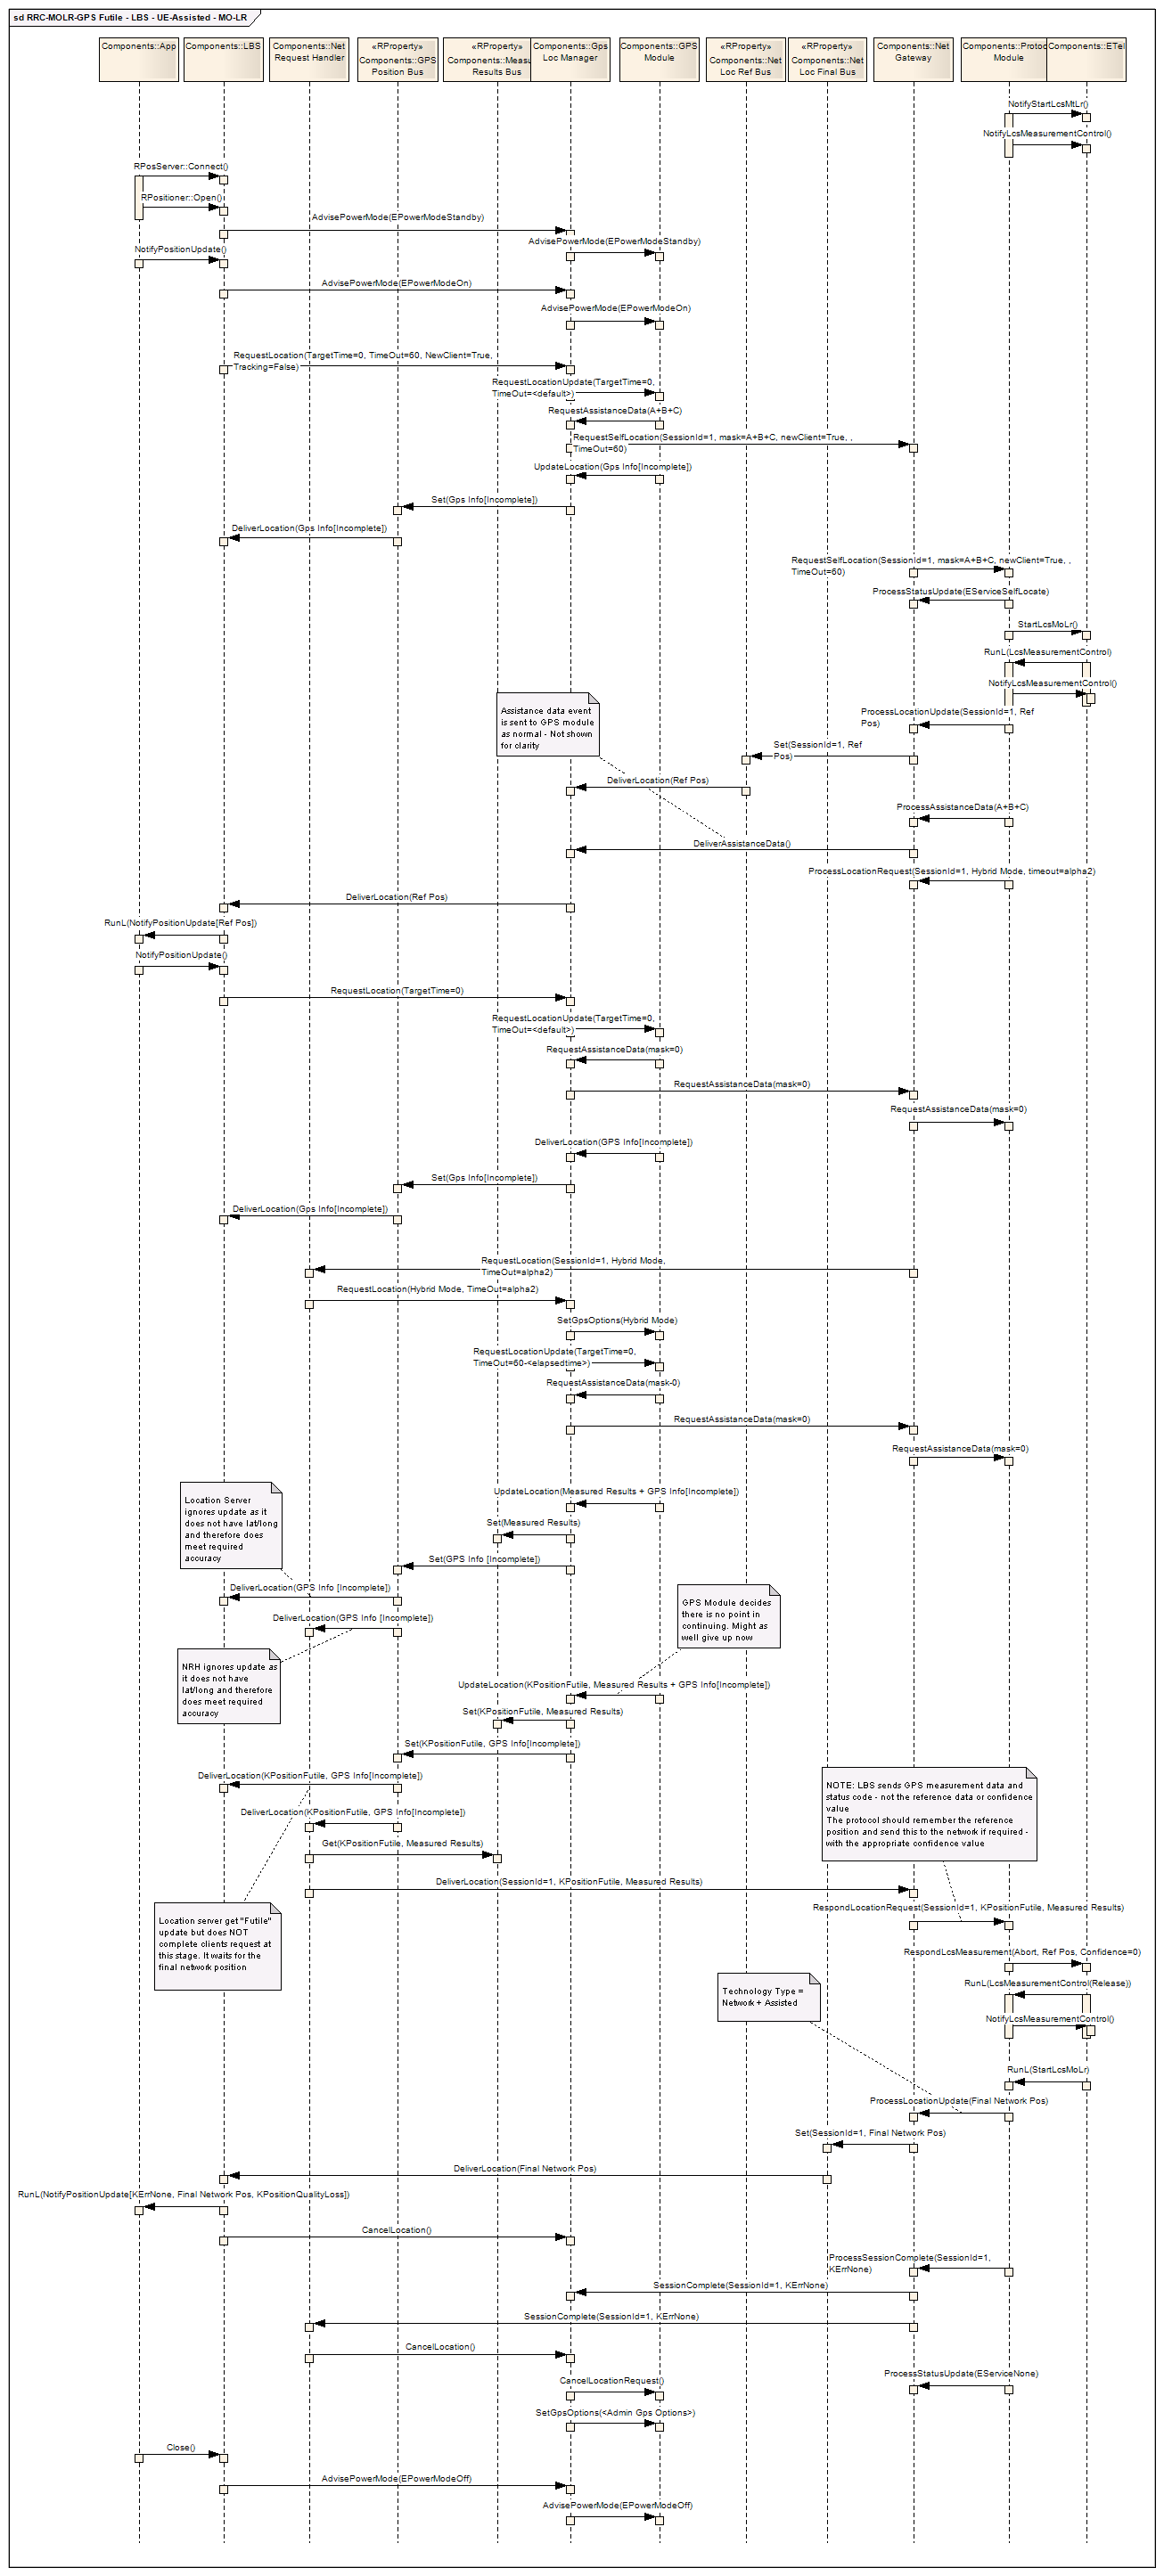 sd RRC-MOLR-GPS Futile - LBS - UE-Assisted - MO-LR
Components::App
Components::LBS
Components::Net
Request Handler
«RProperty»
Components::GPS
Position Bus
«RProperty»
Components::Measu
Results Bus
Components::Gps
Loc Manager
Components::GPS
Module
«RProperty»
Components::Net
Loc Ref Bus
«RProperty»
Components::Net
Loc Final Bus
Components::Net
Gateway
Components::Protoc
Module
Components::ETel
NotifyStartLcsMtLr()
NotifyLcsMeasurementControl()
RPosServer::Connect()
RPositioner::Open()
AdvisePowerMode(EPowerModeStandby)
AdvisePowerMode(EPowerModeStandby)
NotifyPositionUpdate()
AdvisePowerMode(EPowerModeOn)
AdvisePowerMode(EPowerModeOn)
RequestLocation(TargetTime=0, TimeOut=60, NewClient=True,
Tracking=False)
RequestLocationUpdate(TargetTime=0,
TimeOut=<default>)
RequestAssistanceData(A+B+C)
RequestSelfLocation(SessionId=1, mask=A+B+C, newClient=True, ,
TimeOut=60)
UpdateLocation(Gps Info[Incomplete])
Set(Gps Info[Incomplete])
DeliverLocation(Gps Info[Incomplete])
RequestSelfLocation(SessionId=1, mask=A+B+C, newClient=True, ,
TimeOut=60)
ProcessStatusUpdate(EServiceSelfLocate)
StartLcsMoLr()
RunL(LcsMeasurementControl)
NotifyLcsMeasurementControl()
Assistance data event
is sent to GPS module
as normal - Not shown
for clarity
ProcessLocationUpdate(SessionId=1, Ref
Pos)
Set(SessionId=1, Ref
Pos)
DeliverLocation(Ref Pos)
ProcessAssistanceData(A+B+C)
DeliverAssistanceData()
ProcessLocationRequest(SessionId=1, Hybrid Mode, timeout=alpha2)
DeliverLocation(Ref Pos)
RunL(NotifyPositionUpdate[Ref Pos])
NotifyPositionUpdate()
RequestLocation(TargetTime=0)
RequestLocationUpdate(TargetTime=0,
TimeOut=<default>)
RequestAssistanceData(mask=0)
RequestAssistanceData(mask=0)
RequestAssistanceData(mask=0)
DeliverLocation(GPS Info[Incomplete])
Set(Gps Info[Incomplete])
DeliverLocation(Gps Info[Incomplete])
RequestLocation(SessionId=1, Hybrid Mode,
TimeOut=alpha2)
RequestLocation(Hybrid Mode, TimeOut=alpha2)
SetGpsOptions(Hybrid Mode)
RequestLocationUpdate(TargetTime=0,
TimeOut=60-<elapsedtime>)
RequestAssistanceData(mask-0)
RequestAssistanceData(mask=0)
RequestAssistanceData(mask=0)
Location Server
ignores update as it
does not have lat/long
and therefore does
meet required
accuracy
UpdateLocation(Measured Results + GPS Info[Incomplete])
Set(Measured Results)
Set(GPS Info [Incomplete])
DeliverLocation(GPS Info [Incomplete])
DeliverLocation(GPS Info [Incomplete])
GPS Module decides
there is no point in
continuing. Might as
well give up now
NRH ignores update as
it does not have
lat/long and therefore
does meet required
accuracy
UpdateLocation(KPositionFutile, Measured Results + GPS Info[Incomplete])
Set(KPositionFutile, Measured Results)
Set(KPositionFutile, GPS Info[Incomplete])
DeliverLocation(KPositionFutile, GPS Info[Incomplete])
DeliverLocation(KPositionFutile, GPS Info[Incomplete])
Get(KPositionFutile, Measured Results)
NOTE: LBS sends GPS measurement data and
status code - not the reference data or confidence
value
The protocol should remember the reference
position and send this to the network if required -
with the appropriate confidence value
DeliverLocation(SessionId=1, KPositionFutile, Measured Results)
RespondLocationRequest(SessionId=1, KPositionFutile, Measured Results)
Location server get "Futile"
update but does NOT
complete clients request at
this stage. It waits for the
final network position
RespondLcsMeasurement(Abort, Ref Pos, Confidence=0)
RunL(LcsMeasurementControl(Release))
Technology Type =
Network + Assisted
NotifyLcsMeasurementControl()
RunL(StartLcsMoLr)
ProcessLocationUpdate(Final Network Pos)
Set(SessionId=1, Final Network Pos)
DeliverLocation(Final Network Pos)
RunL(NotifyPositionUpdate[KErrNone, Final Network Pos, KPositionQualityLoss])
CancelLocation()
ProcessSessionComplete(SessionId=1,
KErrNone)
SessionComplete(SessionId=1, KErrNone)
SessionComplete(SessionId=1, KErrNone)
CancelLocation()
ProcessStatusUpdate(EServiceNone)
CancelLocationRequest()
SetGpsOptions(<Admin Gps Options>)
Close()
AdvisePowerMode(EPowerModeOff)
AdvisePowerMode(EPowerModeOff)